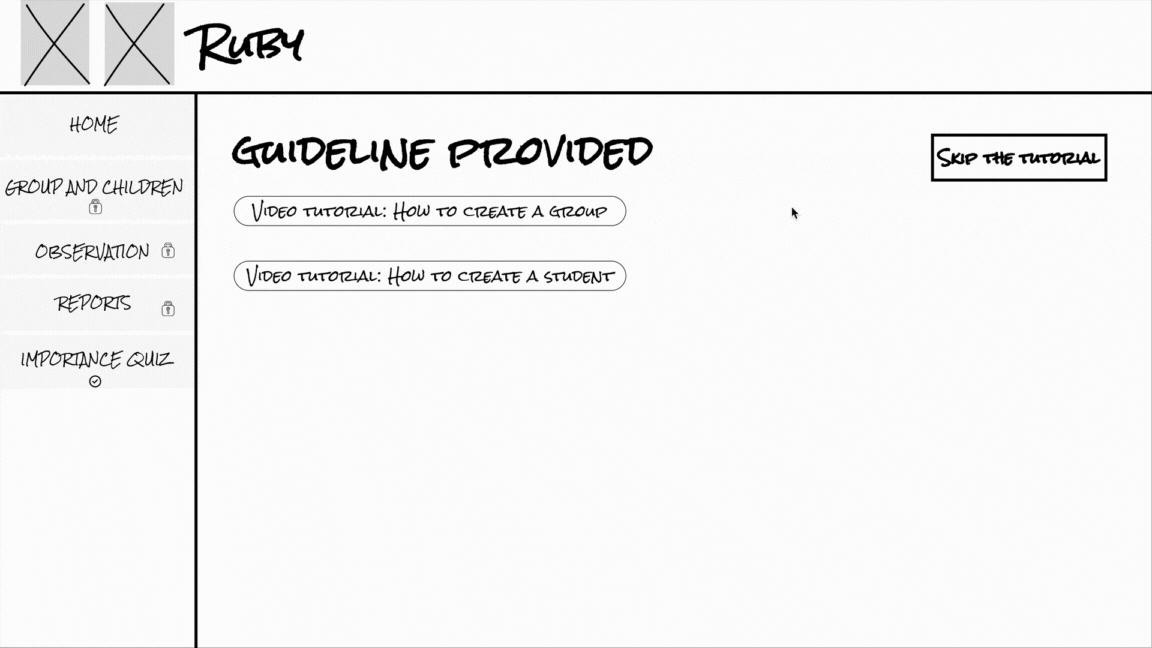 Ruby
HOME
GROUP AND CHILDREN
OBSERVATION
REPORTS
IMPORTANCE QUIZ
GUIDELINE PROVIDED
Skip the tutorial
Video tutorial: How to create a group
Video tutorial: How to create a student